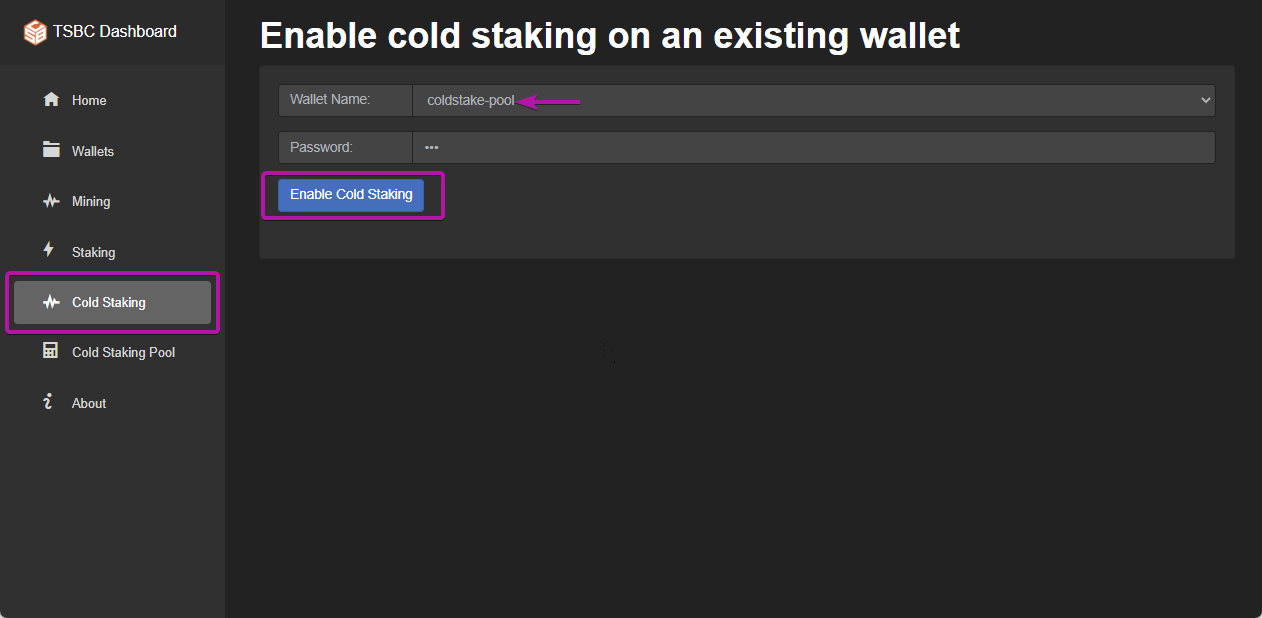 TSBC Dashboard
Home
Wallets
Mining
Staking
Cold Staking
Cold Staking Pool
About
Enable cold staking on an existing wallet
Wallet Name: coldstake-pool
Password: •••
Enable Cold Staking